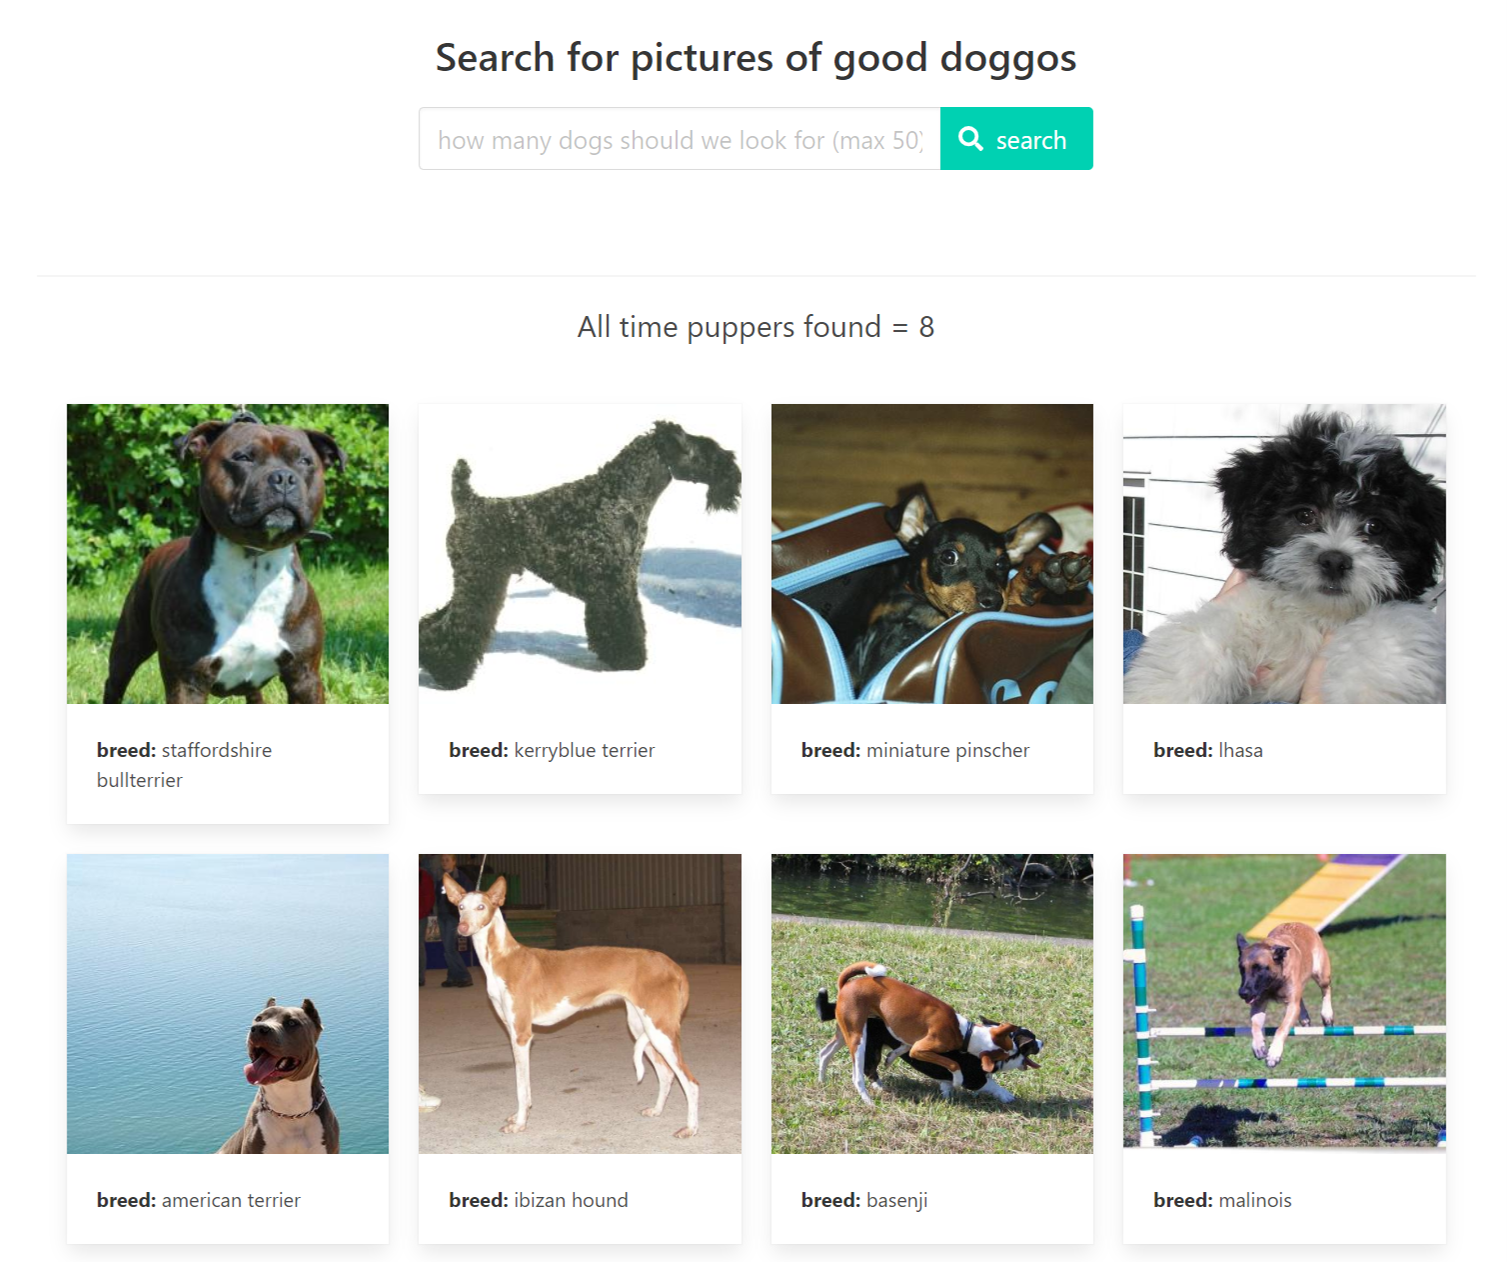 Search for pictures of good doggos
how many dogs should we look for (max 50)
search
All time puppers found = 8
breed: staffordshire
bullterrier
breed: kerryblue terrier
breed: miniature pinscher
breed: lhasa
breed: american terrier
breed: ibizan hound
breed: basenji
breed: malinois